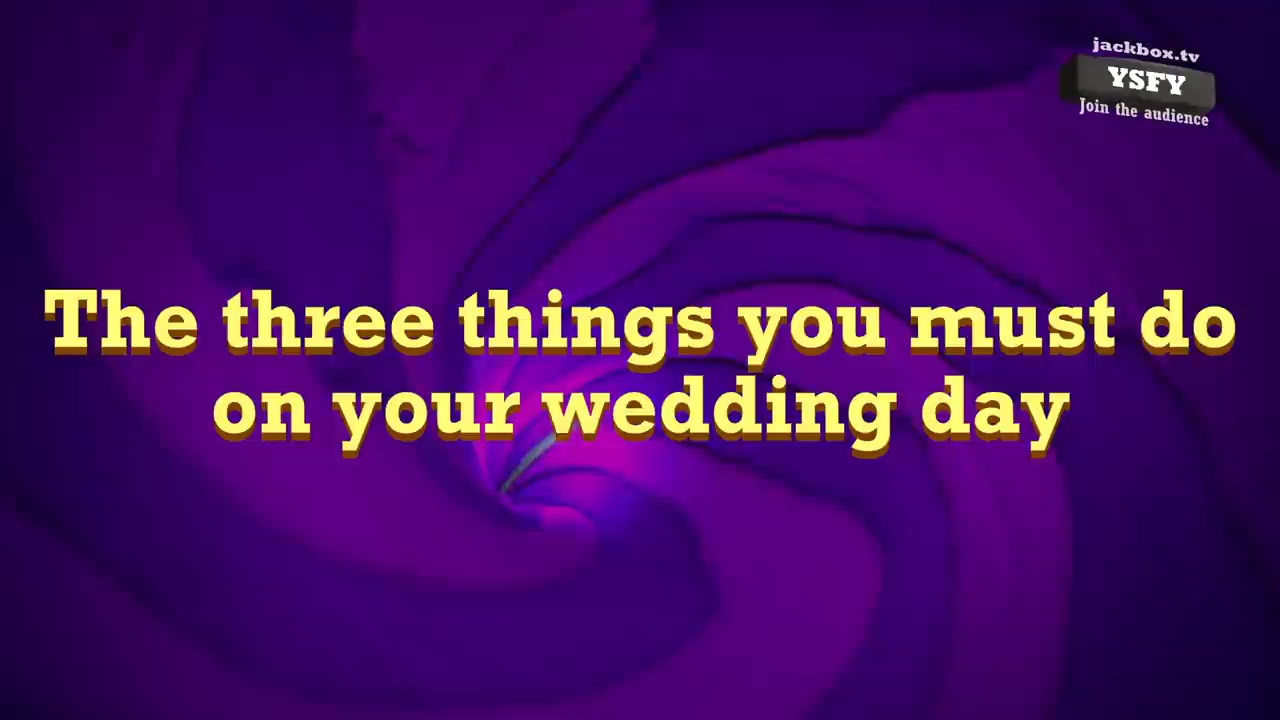 jackbox.tv
YSFY
Join the audience
The three things you must do
on your wedding day